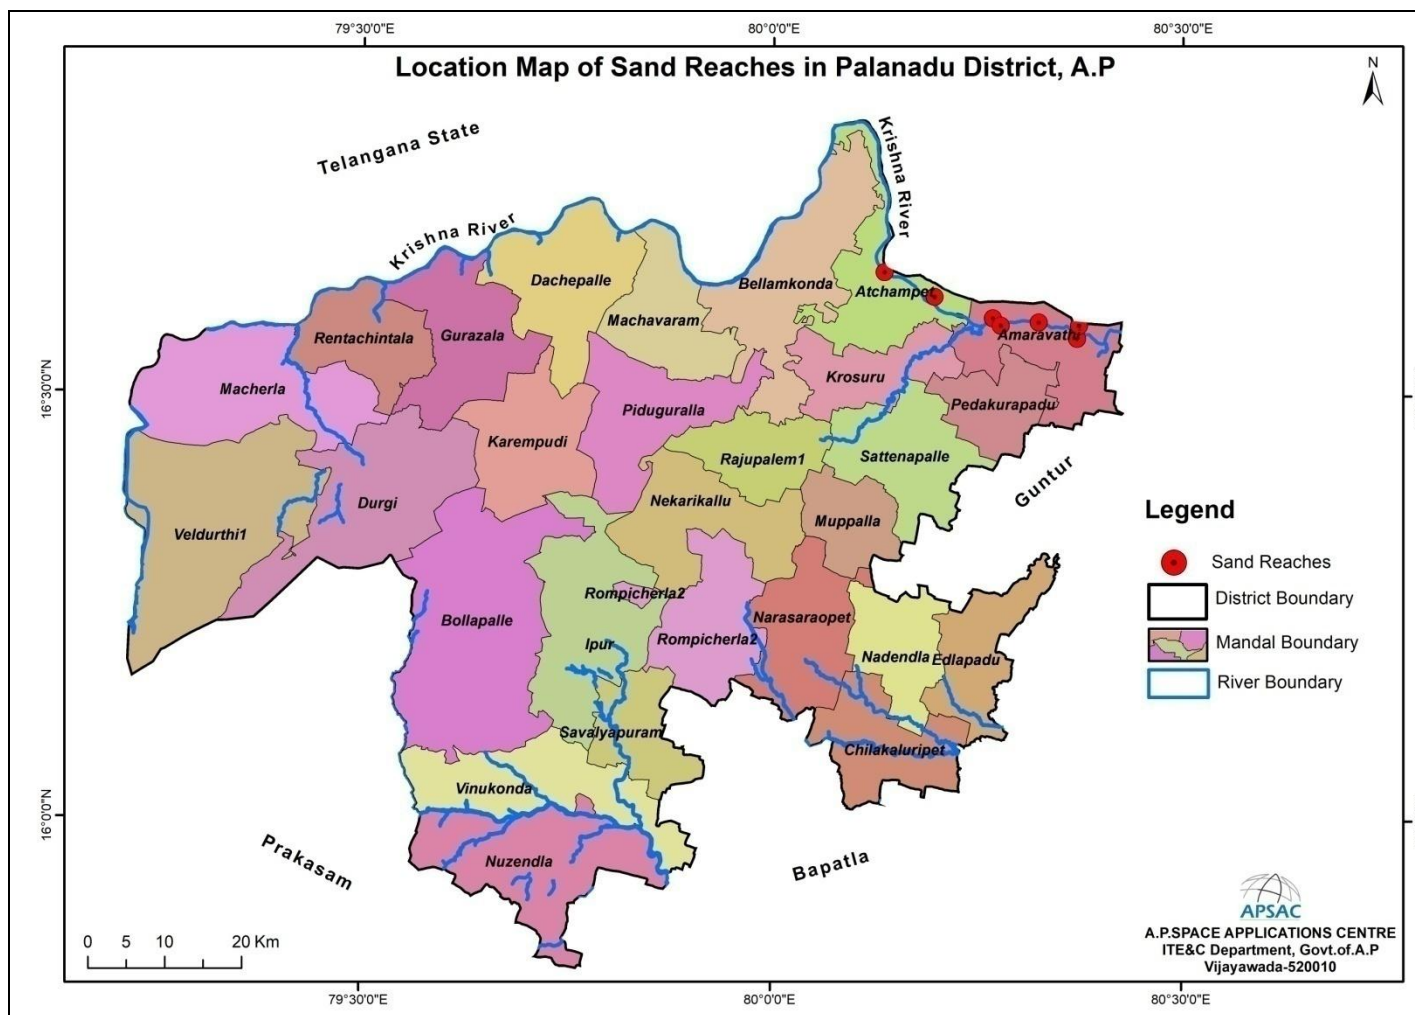 79°30'0"E
80°0'0"E
80°30'0"E
Location Map of Sand Reaches in Palanadu District, A.P
N
Telangana State
Krishna River
Krishna River
Dachepalle
Bellamkonda
Atchampet
Machavaram
Rentachintala
Gurazala
Amaravathi
Krosuru
Macherla
16°30'0"N
Piduguralla
Pedakurapadu
Karempudi
Rajupalem1
Sattenapalle
Guntur
Nekarikallu
Durgi
Muppalla
Veldurthi1
Legend
Sand Reaches
District Boundary
Mandal Boundary
River Boundary
Rompicherla2
Bollapalle
Narasaraopet
Ipur
Rompicherla2
Nadendla
Edlapadu
Savalyapuram
Chilakaluripet
Vinukonda
16°0'0"N
Prakasam
Nuzendla
Bapatla
APSAC
A.P.SPACE APPLICATIONS CENTRE
ITE&C Department, Govt.of.A.P
Vijayawada-520010
0 5 10 20 Km
79°30'0"E
80°0'0"E
80°30'0"E